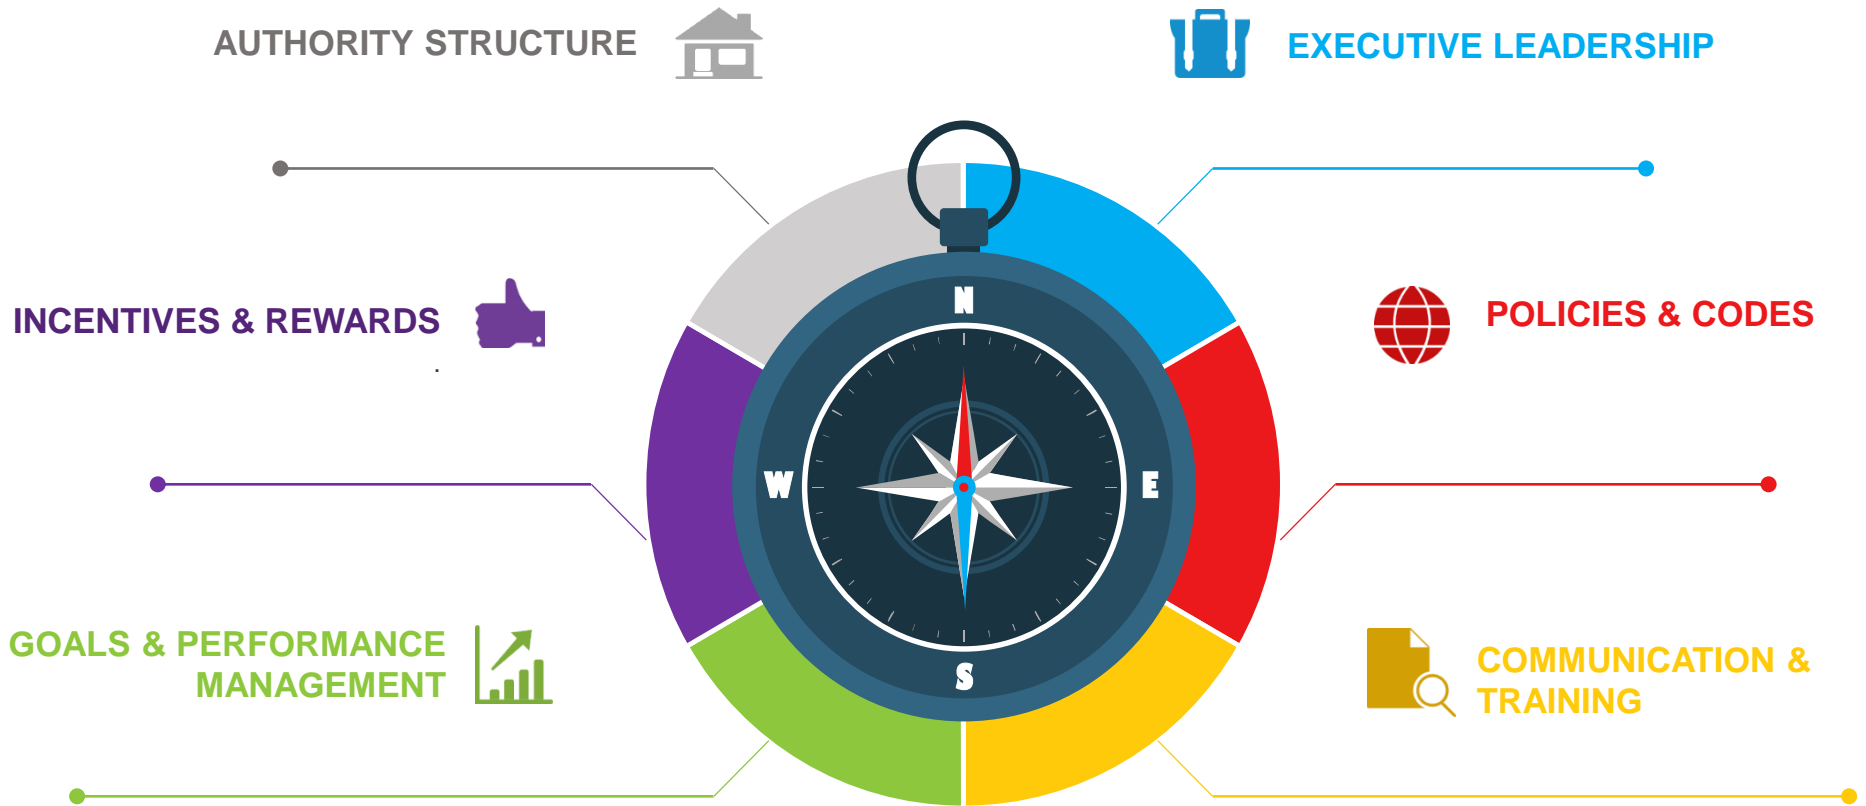 AUTHORITY STRUCTURE
EXECUTIVE LEADERSHIP
N
INCENTIVES & REWARDS
.
POLICIES & CODES
W
E
GOALS & PERFORMANCE
MANAGEMENT
S
COMMUNICATION &
TRAINING